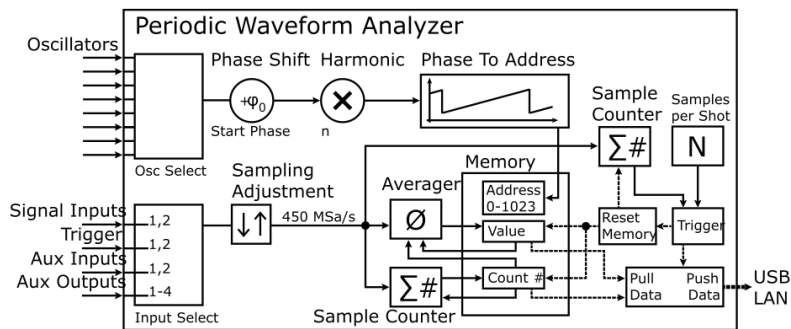 Periodic Waveform Analyzer
Oscillators
Osc Select
Phase Shift
+φ₀
Start Phase
Harmonic
×
n
Phase To Address
Sample
Counter
Σ#
Samples
per Shot
N
Signal Inputs
Trigger
Aux Inputs
Aux Outputs
1,2
1,2
1,2
1-4
Input Select
Sampling
Adjustment
↓↑
450 MSa/s
Averager
Ø
Σ#
Sample Counter
Memory
Address
0-1023
Value
Count #
Reset
Memory
Trigger
Pull Push
Data Data
USB
LAN